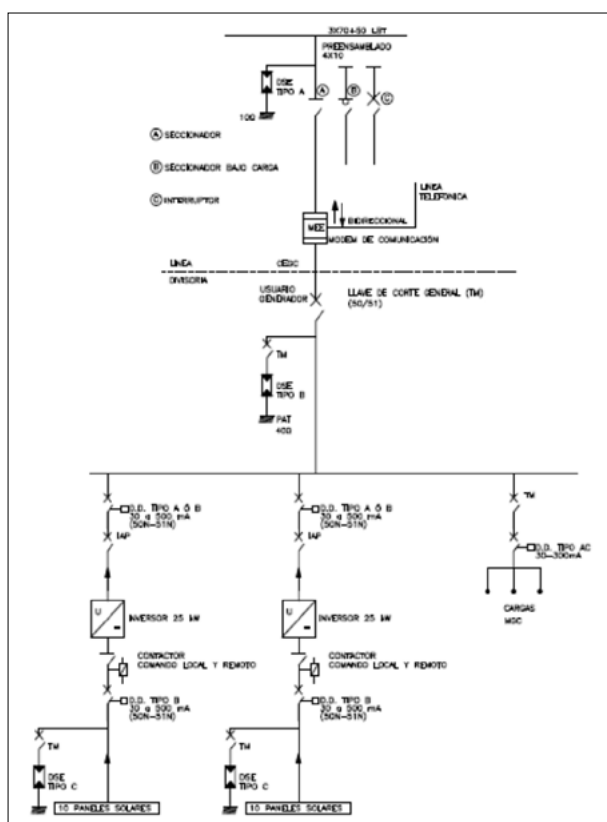 3X70+50 LBT
PREENSAMBLADO
4X10
DSE
TIPO A
10Ω
A
B
C
A SECCIONADOR
B SECCIONADOR BAJO CARGA
C INTERRUPTOR
LINEA
TELEFONICA
BIDIRECCIONAL
MEE
MODEM DE COMUNICACIÓN
LINEA
DIVISORIA
USUARIO
GENERADOR
LLAVE DE CORTE GENERAL (TM)
(50/51)
TM
DSE
TIPO B
PAT
40Ω
D.D. TIPO A Ó B
30 a 500 mA
(50N-51N)
IAP
INVERSOR 25 kW
U
CONTACTOR
COMANDO LOCAL Y REMOTO
D.D. TIPO B
30 a 500 mA
(50N-51N)
TM
DSE
TIPO C
10 PANELES SOLARES
D.D. TIPO A Ó B
30 a 500 mA
(50N-51N)
IAP
INVERSOR 25 kW
U
CONTACTOR
COMANDO LOCAL Y REMOTO
D.D. TIPO B
30 a 500 mA
(50N-51N)
TM
DSE
TIPO C
10 PANELES SOLARES
TM
D.D. TIPO AC
30-300mA
CARGAS